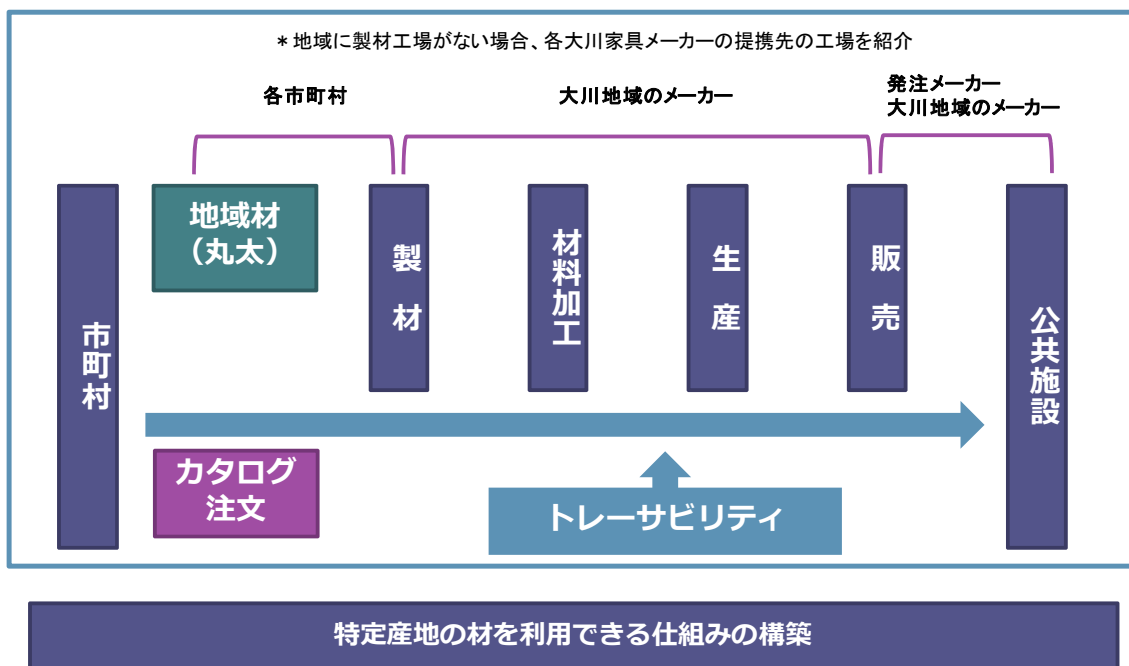 ＊地域に製材工場がない場合、各大川家具メーカーの提携先の工場を紹介
各市町村
大川地域のメーカー
発注メーカー
大川地域のメーカー
市町村
地域材
（丸太）
製材
材料加工
生産
販売
公共施設
カタログ
注文
トレーサビリティ
特定産地の材を利用できる仕組みの構築